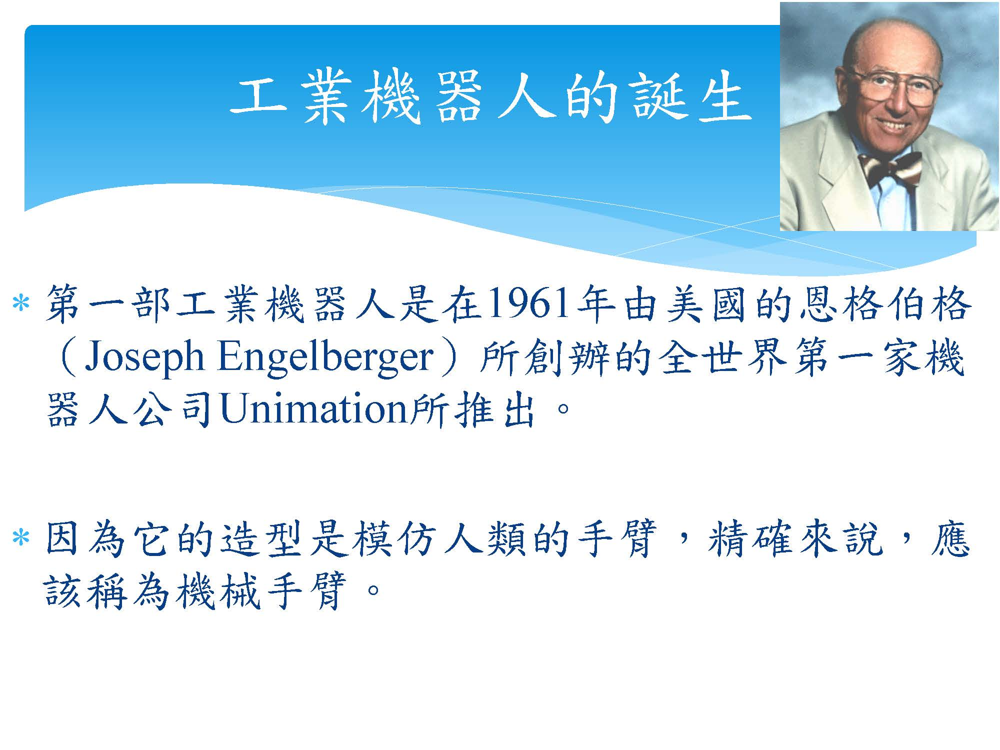 工業機器人的誕生
* 第一部工業機器人是在1961年由美國的恩格伯格
（Joseph Engelberger）所創辦的全世界第一家機
器人公司Unimation所推出。
* 因為它的造型是模仿人類的手臂，精確來說，應
該稱為機械手臂。